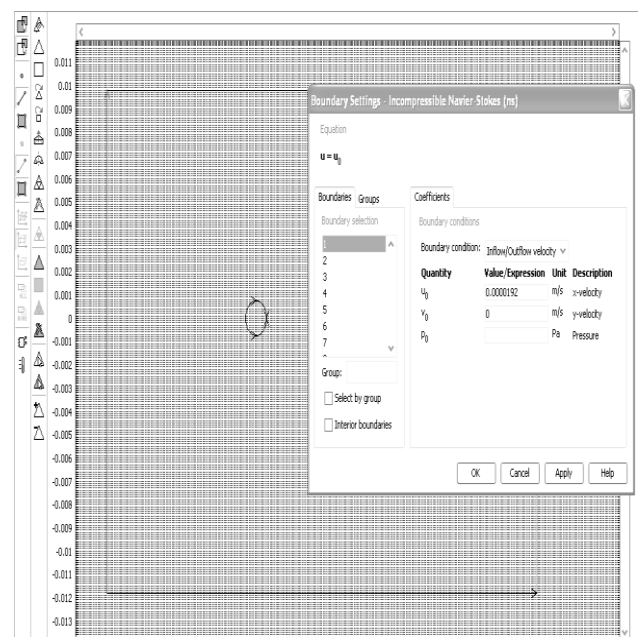 0.011
0.01
0.009
0.008
0.007
0.006
0.005
0.004
0.003
0.002
0.001
0
-0.001
-0.002
-0.003
-0.004
-0.005
-0.006
-0.007
-0.008
-0.009
-0.01
-0.011
-0.012
-0.013
Boundary Settings - Incompressible Navier-Stokes (ns)
Equation
u = u0
Boundaries Groups
Coefficients
Boundary selection
1
2
3
4
5
6
7
Group:
Select by group
Interior boundaries
Boundary conditions
Boundary condition: Inflow/Outflow velocity
Quantity Value/Expression Unit Description
u0 0.0000192 m/s x-velocity
v0 0 m/s y-velocity
p0 Pa Pressure
OK Cancel Apply Help